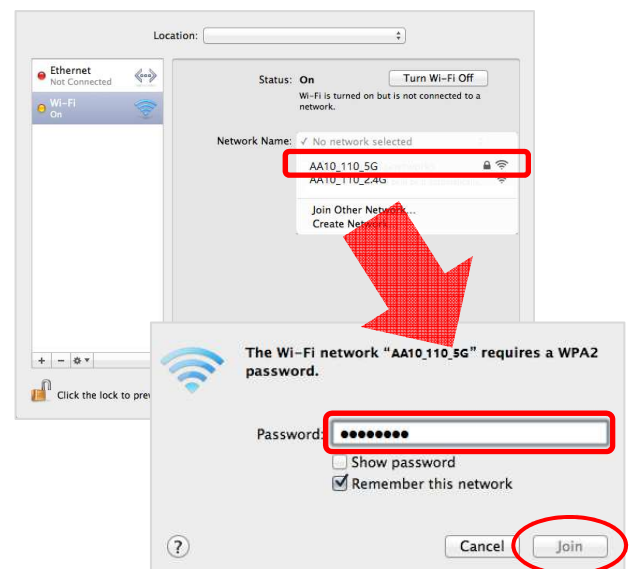 Location:
Ethernet
Not Connected
Wi-Fi
On
Status: On
Turn Wi-Fi Off
Wi-Fi is turned on but is not connected to a
network.
Network Name: ✓ No network selected
AA10_110_5G
AA10_110_2.4G
Join Other Network...
Create Network
+ −
Click the lock to prev
The Wi-Fi network "AA10_110_5G" requires a WPA2
password.
Password: ●●●●●●●●
Show password
Remember this network
?
Cancel
Join